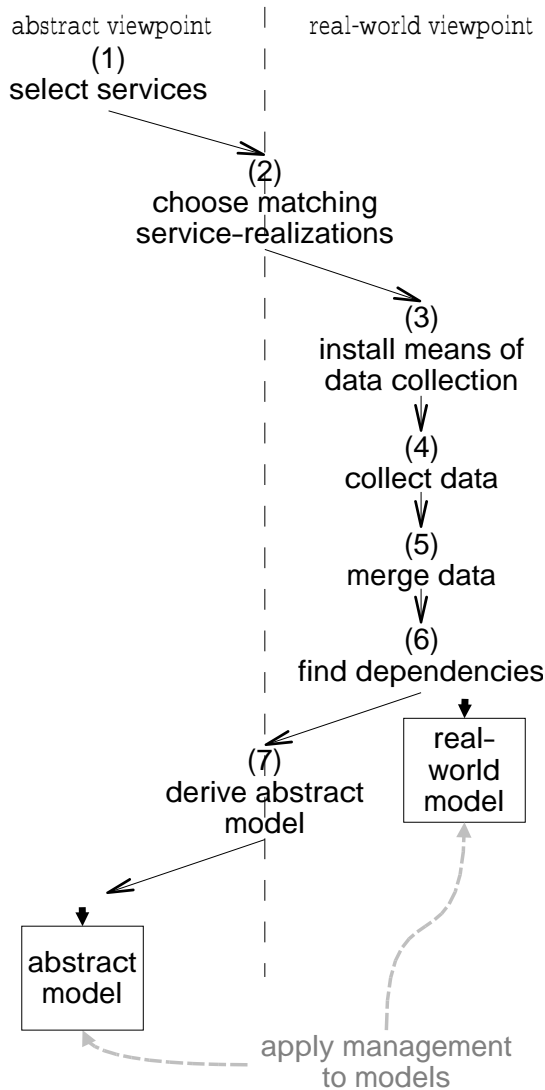 abstract viewpoint
real-world viewpoint
(1)
select services
(2)
choose matching
service-realizations
(3)
install means of
data collection
(4)
collect data
(5)
merge data
(6)
find dependencies
real-
world
model
(7)
derive abstract
model
abstract
model
apply management
to models